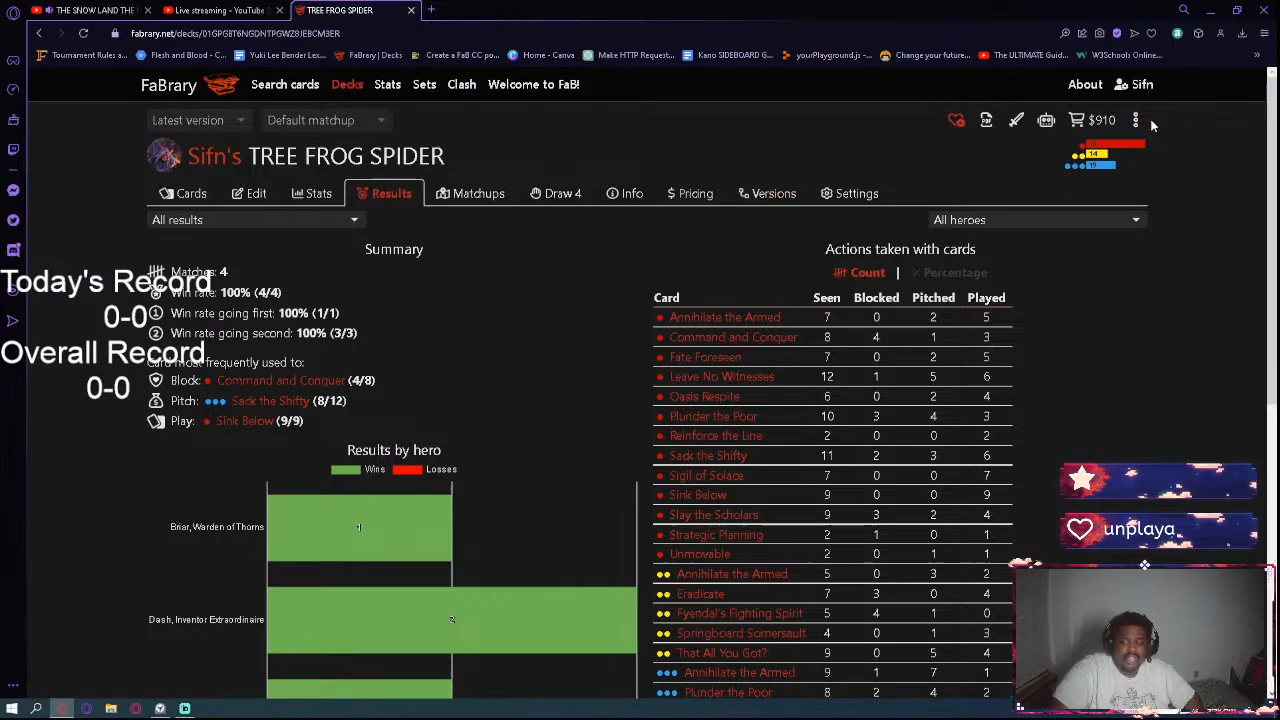 THE SNOW LAND THE
Live streaming - YouTube S
TREE FROG SPIDER
fabrary.net/decks/01GPG8T6NGDNTPGWZ8JEBCM3ER
Tournament Rules a...
Flesh and Blood - C...
Yuki Lee Bender Lex...
FaBrary | Decks
Create a FaB CC po...
Home - Canva
Make HTTP Request...
Kano SIDEBOARD G...
yourPlayground.js -...
Change your future...
The ULTIMATE Guid...
W3Schools Onlin...
FaBrary
Search cards
Decks
Stats
Sets
Clash
Welcome to FaB!
About
Sifn
Latest version
Default matchup
PDF
$910
Sifn's TREE FROG SPIDER
14
19
Cards
Edit
Stats
Results
Matchups
Draw 4
Info
Pricing
Versions
Settings
All results
All heroes
Summary
Matches: 4
Win rate: 100% (4/4)
Win rate going first: 100% (1/1)
Win rate going second: 100% (3/3)
Card most frequently used to:
Block: Command and Conquer (4/8)
Pitch: Sack the Shifty (8/12)
Play: Sink Below (9/9)
Today's Record
0-0
Overall Record
0-0
Results by hero
Wins
Losses
Briar, Warden of Thorns
1
Dash, Inventor Extraordinaire
2
Actions taken with cards
Count | Percentage
Card Seen Blocked Pitched Played
Annihilate the Armed 7 0 2 5
Command and Conquer 8 4 1 3
Fate Foreseen 7 0 2 5
Leave No Witnesses 12 1 5 6
Oasis Respite 6 0 2 4
Plunder the Poor 10 3 4 3
Reinforce the Line 2 0 0 2
Sack the Shifty 11 2 3 6
Sigil of Solace 7 0 0 7
Sink Below 9 0 0 9
Slay the Scholars 9 3 2 4
Strategic Planning 2 1 0 1
Unmovable 2 0 1 1
Annihilate the Armed 5 0 3 2
Eradicate 7 3 0 4
Fyendal's Fighting Spirit 5 4 1 0
Springboard Somersault 4 0 1 3
That All You Got? 9 0 5 4
Annihilate the Armed 9 1 7 1
Plunder the Poor 8 2 4 2
unplaya